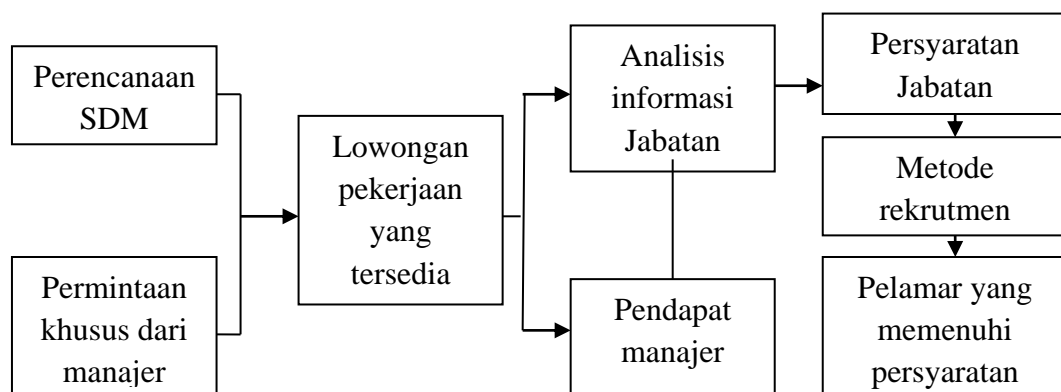 Perencanaan
SDM
Permintaan
khusus dari
manajer
Lowongan
pekerjaan
yang
tersedia
Analisis
informasi
Jabatan
Pendapat
manajer
Persyaratan
Jabatan
Metode
rekrutmen
Pelamar yang
memenuhi
persyaratan